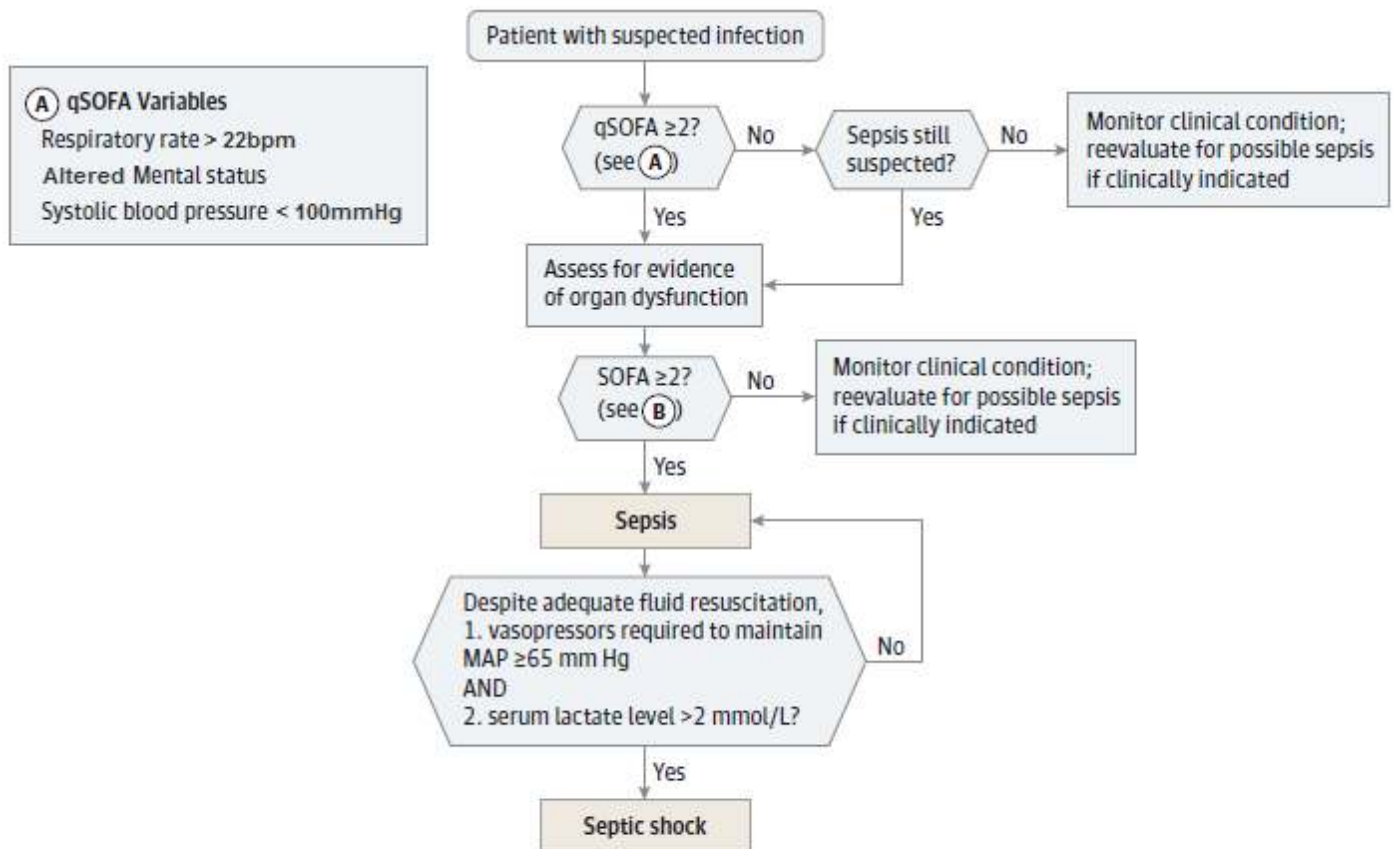 Patient with suspected infection
A qSOFA Variables
Respiratory rate > 22bpm
Altered Mental status
Systolic blood pressure < 100mmHg
qSOFA ≥2?
(see A)
No
Sepsis still
suspected?
No
Monitor clinical condition;
reevaluate for possible sepsis
if clinically indicated
Yes
Yes
Assess for evidence
of organ dysfunction
SOFA ≥2?
(see B)
No
Monitor clinical condition;
reevaluate for possible sepsis
if clinically indicated
Yes
Sepsis
Despite adequate fluid resuscitation,
1. vasopressors required to maintain
MAP ≥65 mm Hg
AND
2. serum lactate level >2 mmol/L?
No
Yes
Septic shock